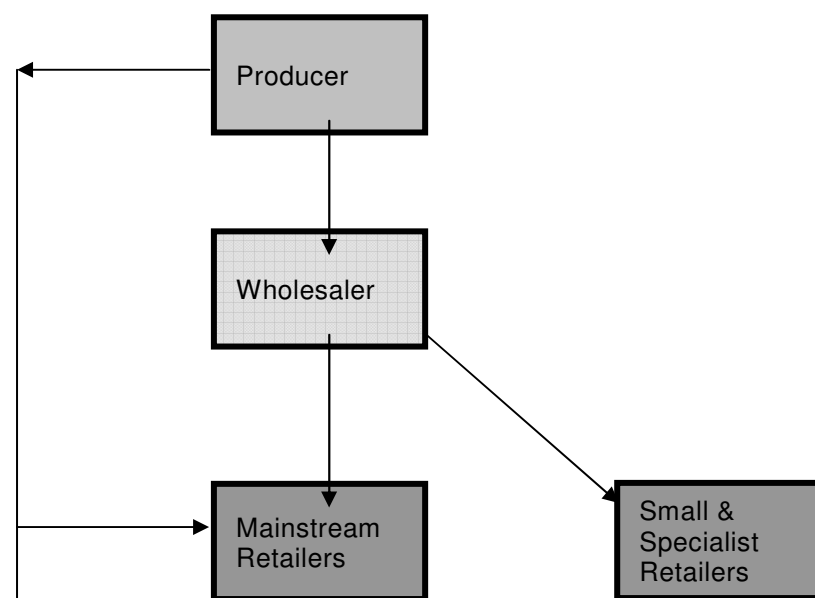 Producer
Wholesaler
Mainstream
Retailers
Small &
Specialist
Retailers